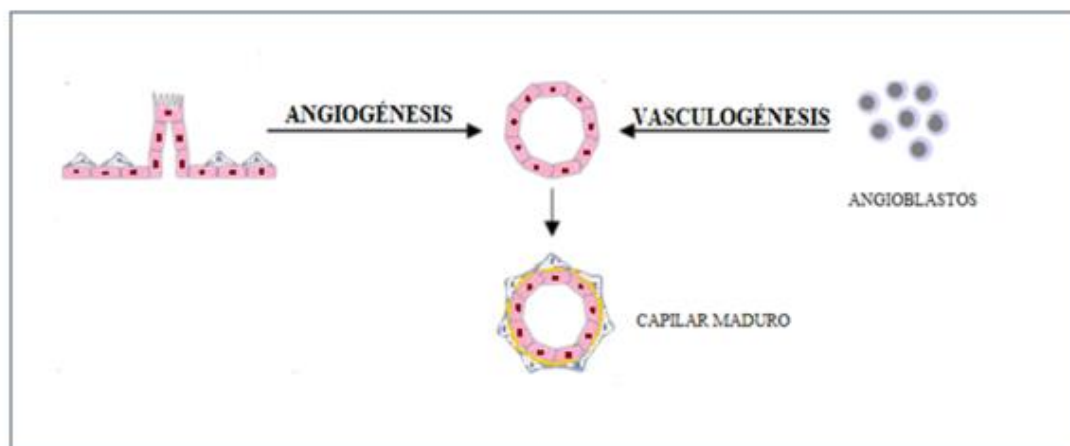 ANGIOGÉNESIS
VASCULOGÉNESIS
ANGIOBLASTOS
CAPILAR MADURO